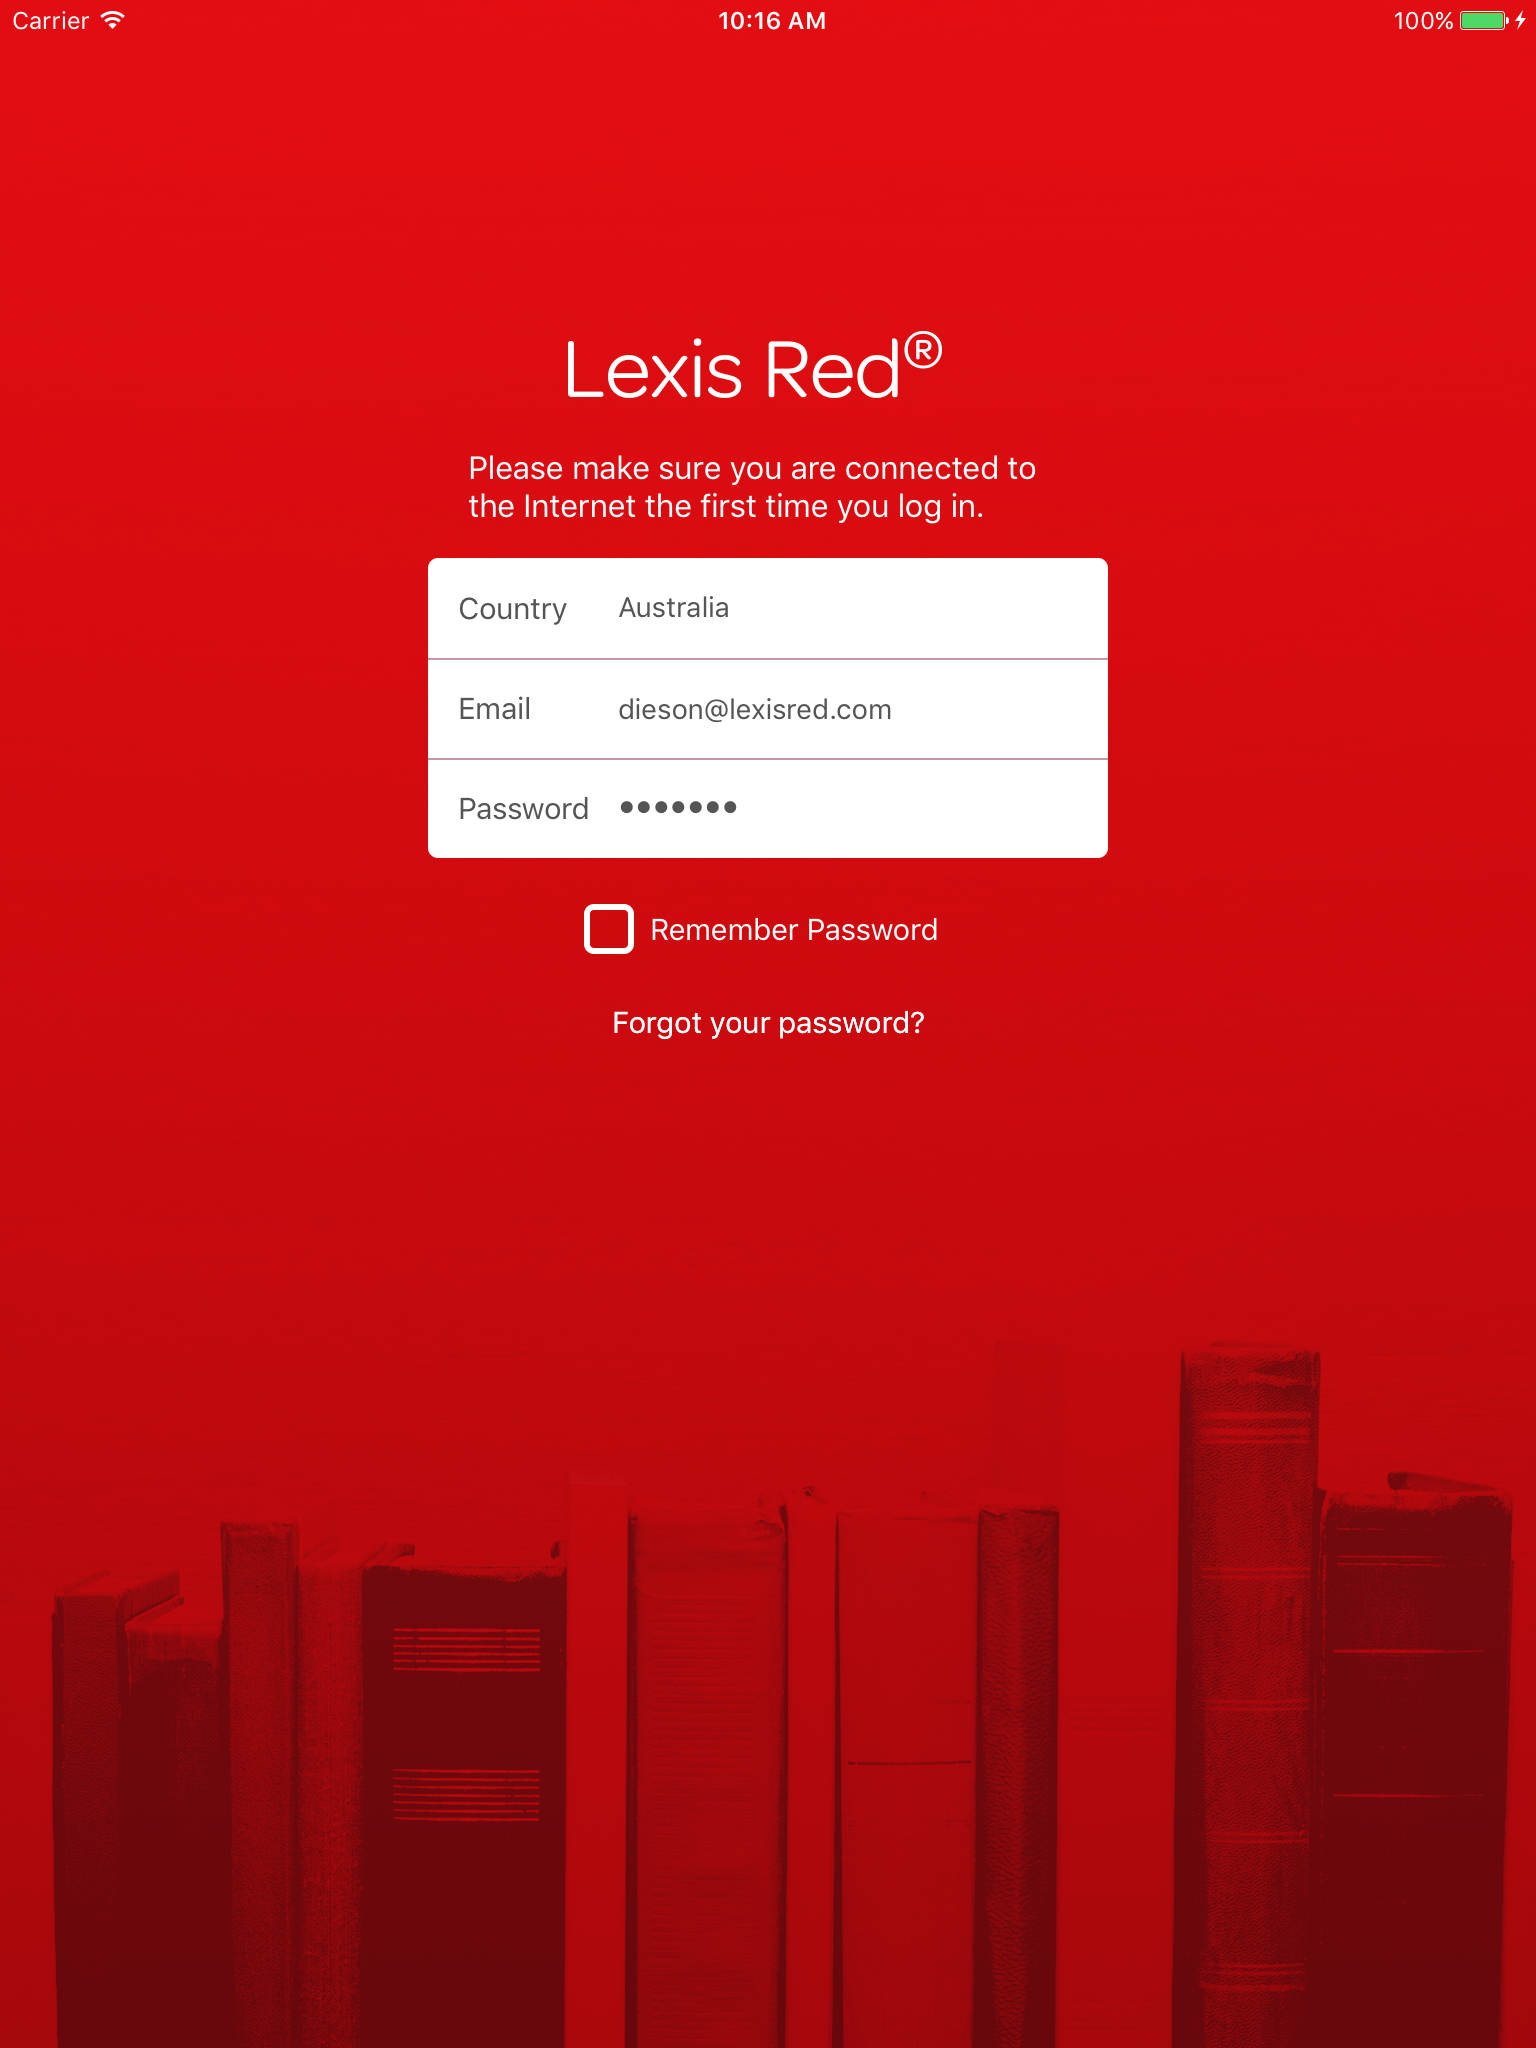 Carrier 10:16 AM 100%
Lexis Red®
Please make sure you are connected to
the Internet the first time you log in.
Country Australia
Email dieson@lexisred.com
Password •••••••
Remember Password
Forgot your password?